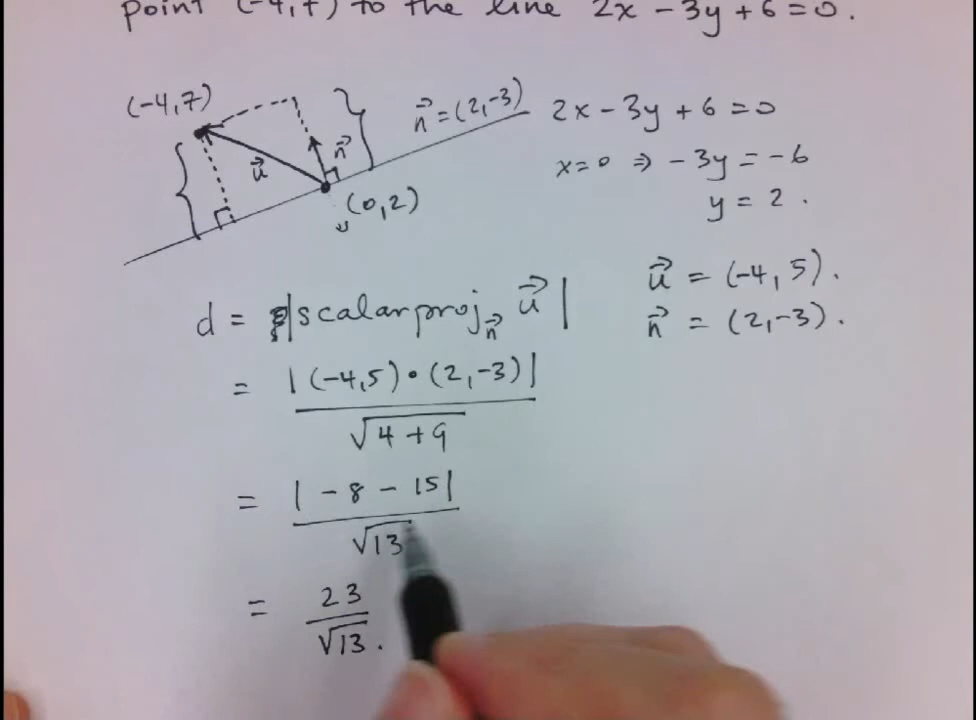 point (-4,7) to the line 2x - 3y + 6 = 0.
(-4,7)
n⃗ = (2,-3)
2x - 3y + 6 = 0
u⃗
n⃗
x = 0 ⇒ - 3y = - 6
(0,2)
y = 2 .
u⃗ = (-4, 5).
d = |scalarproj_n⃗ u⃗|
n⃗ = (2,-3).
= |(-4,5) • (2,-3)|
√4 + 9
= | - 8 - 15|
√13
= 23
√13 .